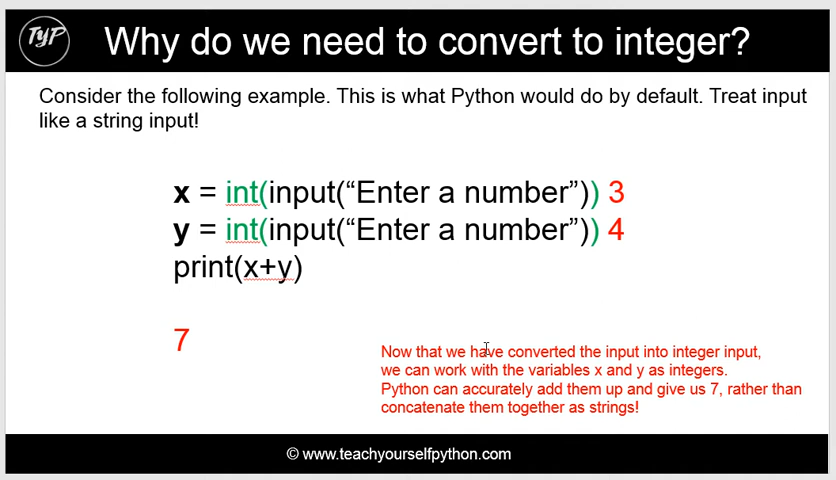 TyP
Why do we need to convert to integer?
Consider the following example. This is what Python would do by default. Treat input
like a string input!
x = int(input(“Enter a number”)) 3
y = int(input(“Enter a number”)) 4
print(x+y)
7
Now that we have converted the input into integer input,
we can work with the variables x and y as integers.
Python can accurately add them up and give us 7, rather than
concatenate them together as strings!
© www.teachyourselfpython.com